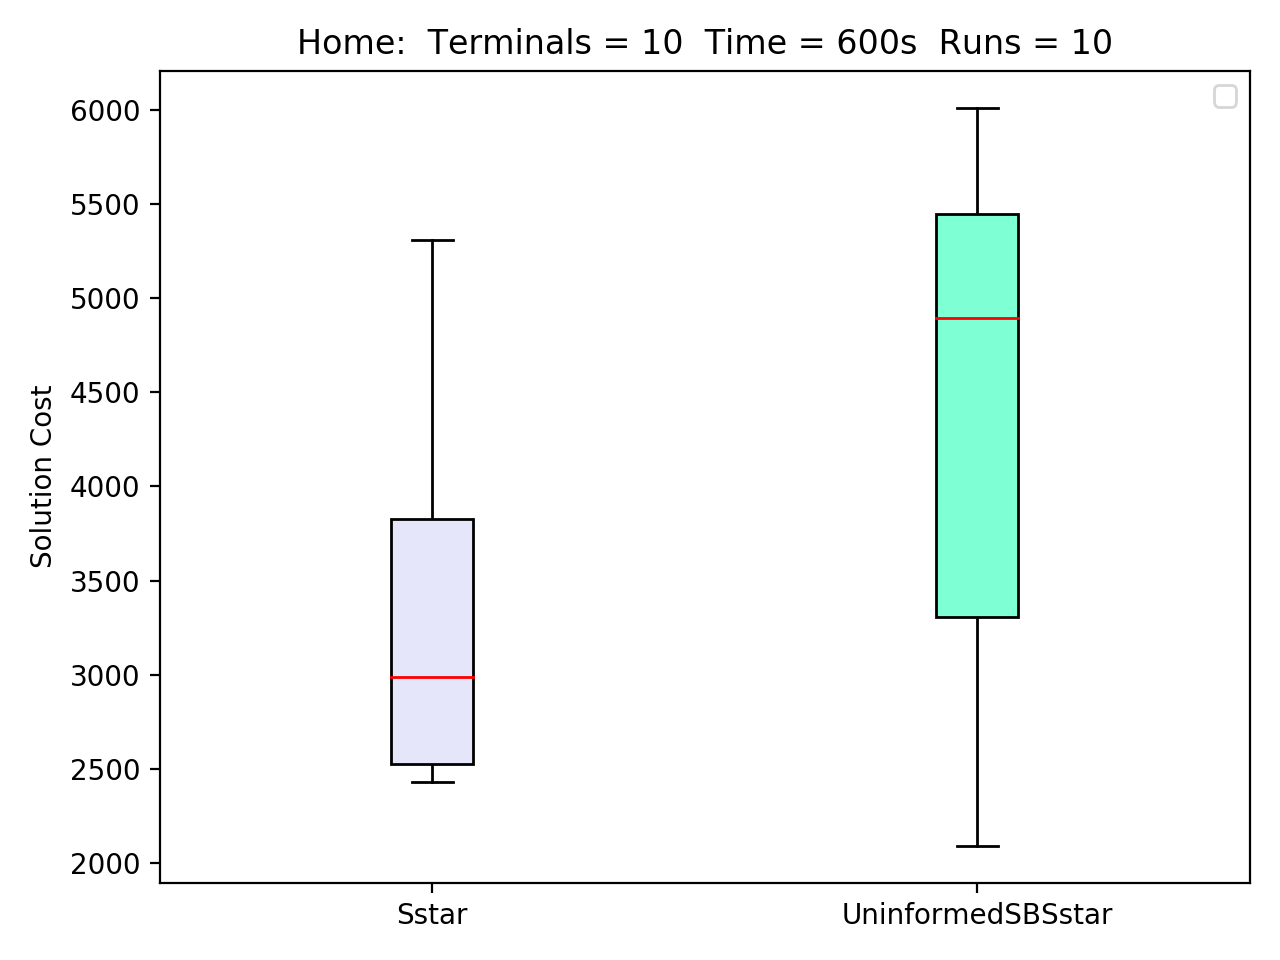 Home:  Terminals = 10  Time = 600s  Runs = 10
6000
5500
5000
4500
4000
3500
3000
2500
2000
Solution Cost
Sstar
UninformedSBSstar